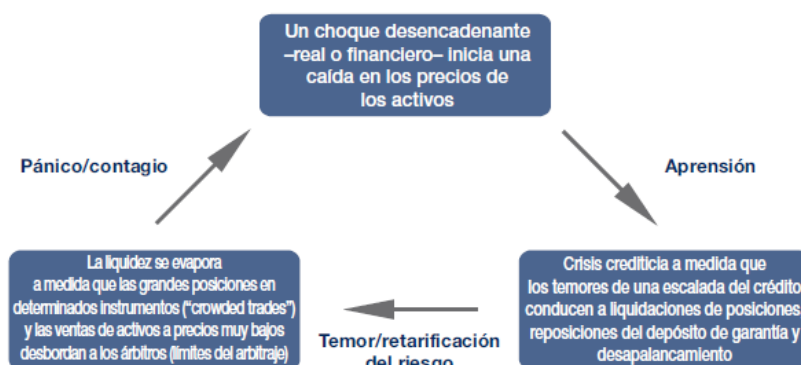 Un choque desencadenante
–real o financiero– inicia una
caída en los precios de
los activos
Pánico/contagio
Aprensión
La liquidez se evapora
a medida que las grandes posiciones en
determinados instrumentos (“crowded trades”)
y las ventas de activos a precios muy bajos
desbordan a los árbitros (límites del arbitraje)
Temor/retarificación
del riesgo
Crisis crediticia a medida que
los temores de una escalada del crédito
conducen a liquidaciones de posiciones
reposiciones del depósito de garantía y
desapalancamiento